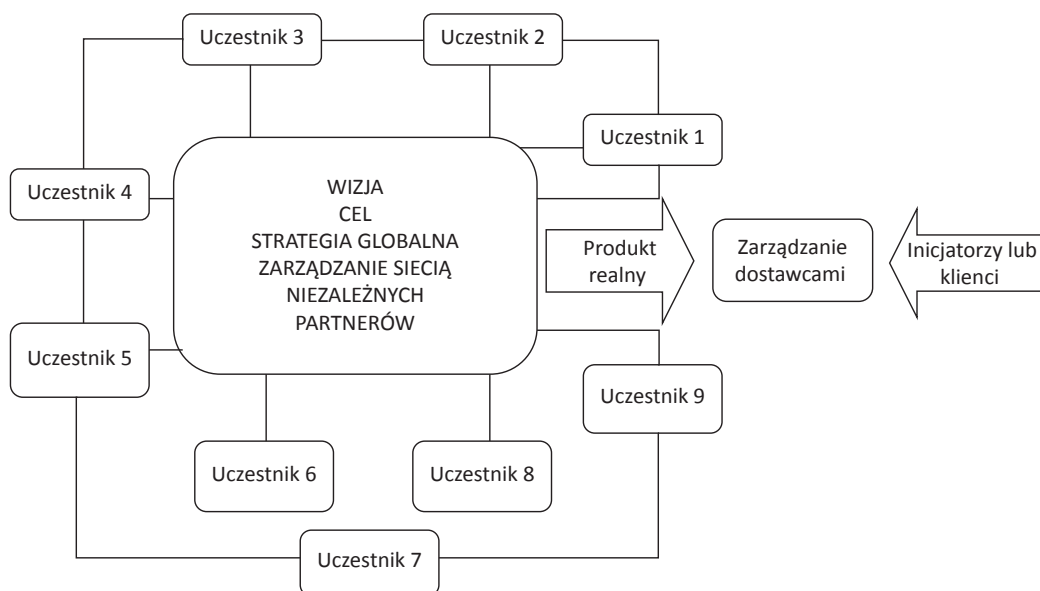 Uczestnik 3
Uczestnik 2
Uczestnik 1
Uczestnik 4
WIZJA
CEL
STRATEGIA GLOBALNA
ZARZĄDZANIE SIECIĄ
NIEZALEŻNYCH
PARTNERÓW
Produkt
realny
Zarządzanie
dostawcami
Inicjatorzy lub
klienci
Uczestnik 5
Uczestnik 9
Uczestnik 6
Uczestnik 8
Uczestnik 7